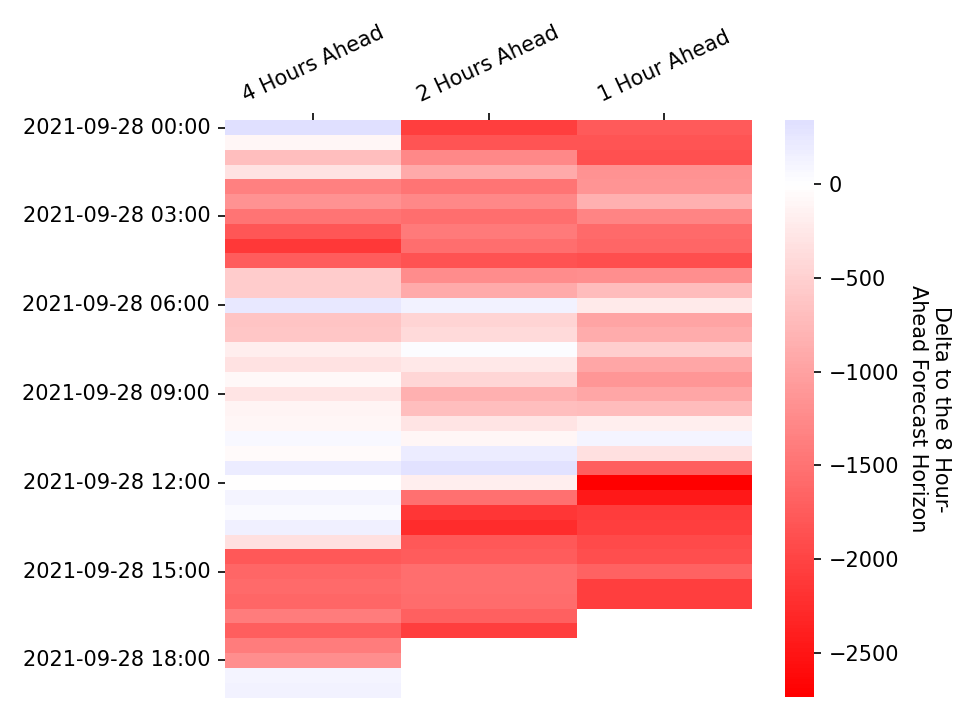 4 Hours Ahead
2 Hours Ahead
1 Hour Ahead
2021-09-28 00:00
2021-09-28 03:00
2021-09-28 06:00
2021-09-28 09:00
2021-09-28 12:00
2021-09-28 15:00
2021-09-28 18:00
0
−500
−1000
−1500
−2000
−2500
Delta to the 8 Hour-
Ahead Forecast Horizon